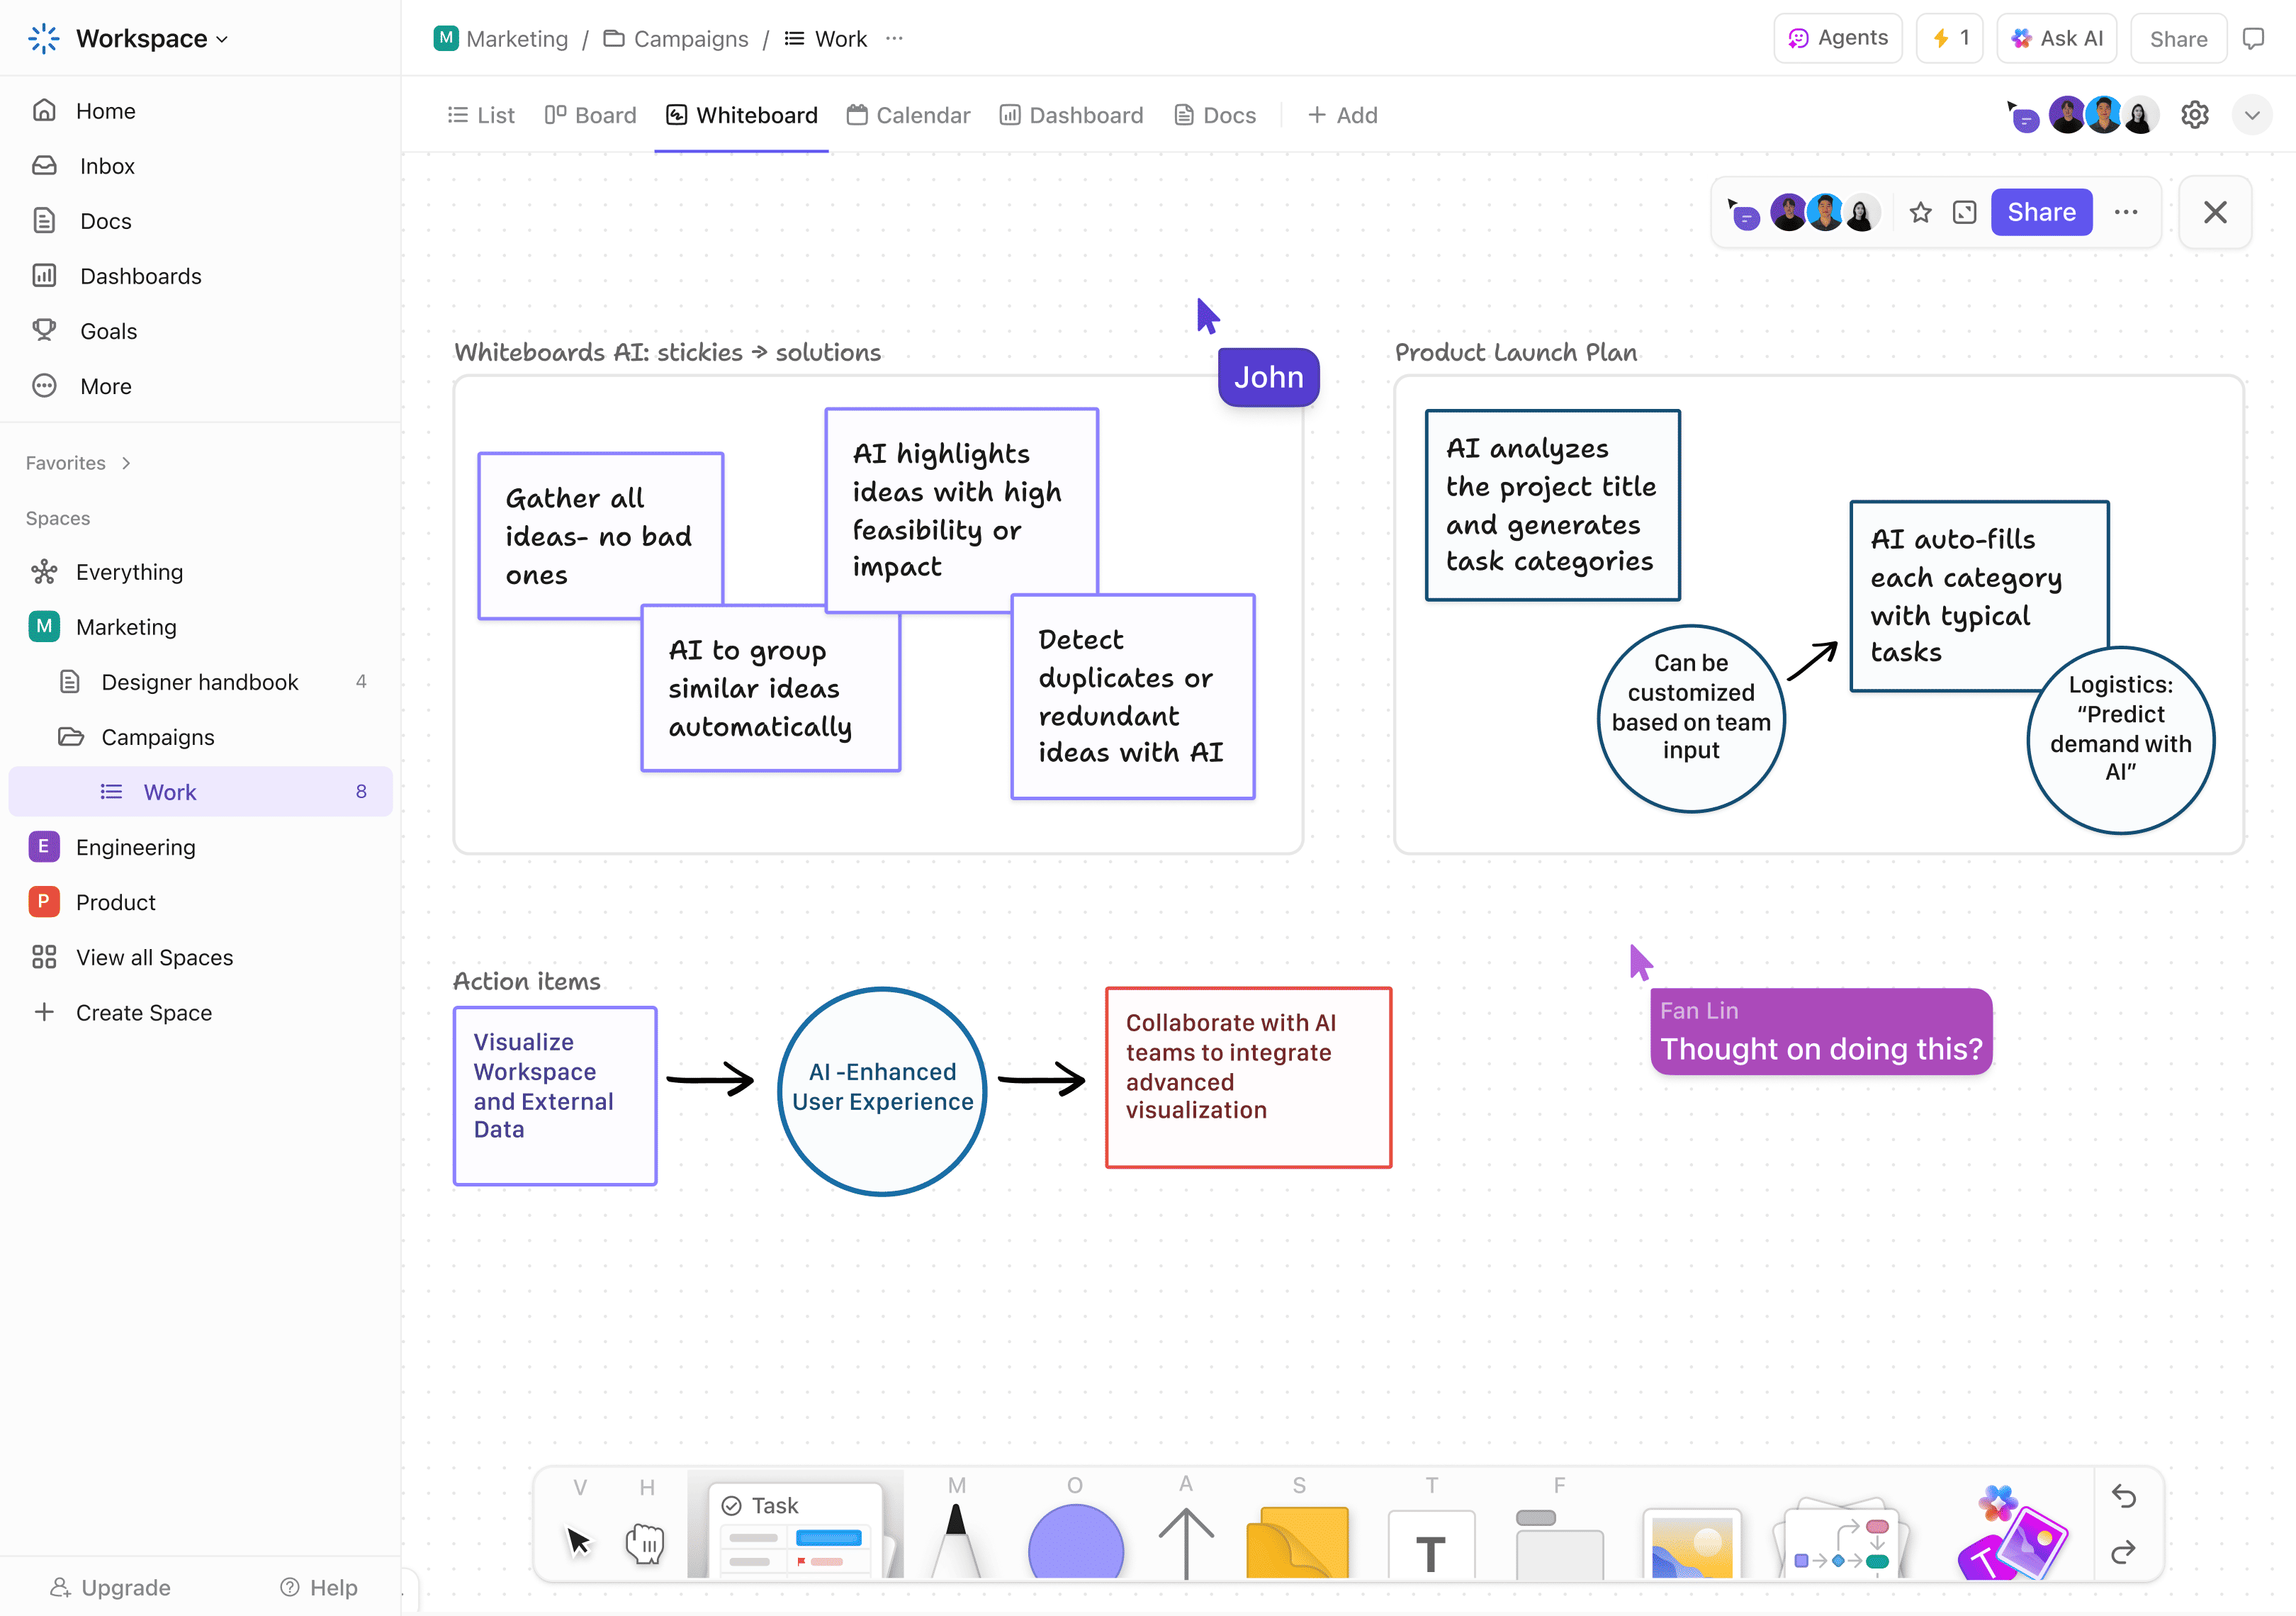 Workspace
Home
Inbox
Docs
Dashboards
Goals
More
Favorites
Spaces
Everything
M Marketing
Designer handbook 4
Campaigns
Work 8
E Engineering
P Product
View all Spaces
Create Space
Upgrade
Help
M Marketing / Campaigns / Work ...
Agents
1
Ask AI
Share
List
Board
Whiteboard
Calendar
Dashboard
Docs
+ Add
Share
Whiteboards AI: stickies → solutions
John
Gather all
ideas- no bad
ones
AI highlights
ideas with high
feasibility or
impact
AI to group
similar ideas
automatically
Detect
duplicates or
redundant
ideas with AI
Product Launch Plan
AI analyzes
the project title
and generates
task categories
Can be
customized
based on team
input
AI auto-fills
each category
with typical
tasks
Logistics:
“Predict
demand with
AI”
Action items
Visualize
Workspace
and External
Data
AI -Enhanced
User Experience
Collaborate with AI
teams to integrate
advanced
visualization
Fan Lin
Thought on doing this?
V
H
Task
M
O
A
S
T
T
F
T